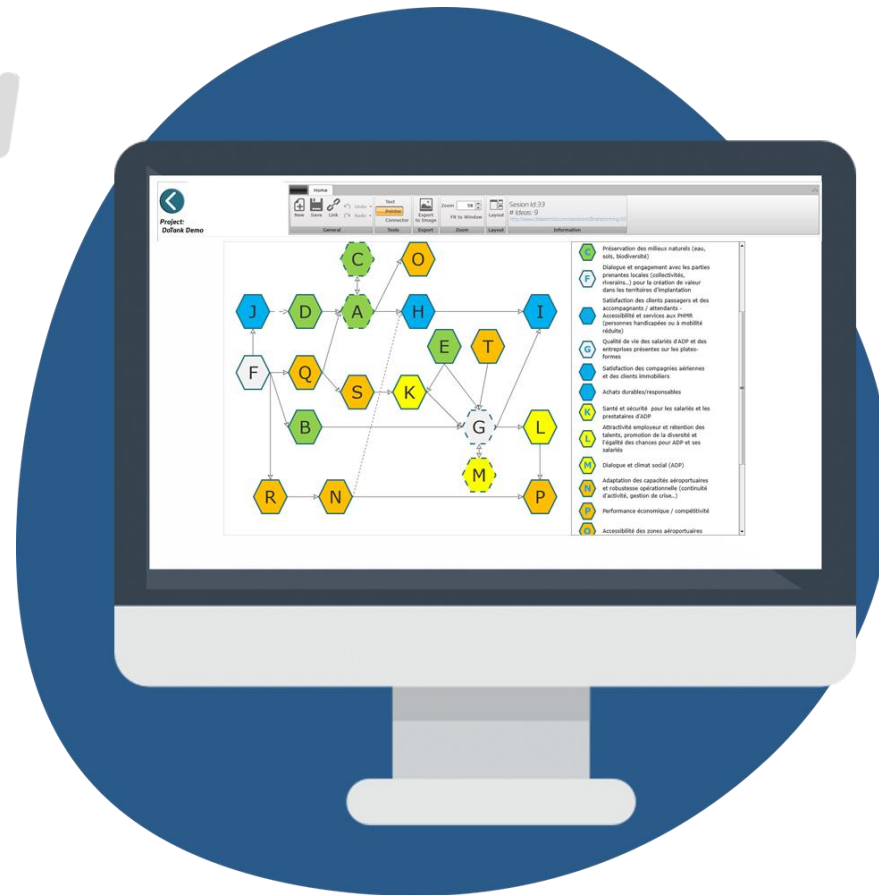 Home
New
Save
Link
Undo
Redo
Text
Pointer
Connector
Export
to Image
Zoom
58
Fit to Window
Layout
Session Id:33
# Ideas: 9
General
Tools
Export
Zoom
Layout
Information
Project:
DoTank Demo
C
O
J
D
A
H
I
E
T
F
Q
S
K
B
G
L
M
R
N
P
C
Préservation des milieux naturels (eau,
sols, biodiversité)
F
Dialogue et engagement avec les parties
prenantes locales (collectivités,
riverains..) pour la création de valeur
dans les territoires d'implantation
Satisfaction des clients passagers et des
accompagnants / attendants -
Accessibilité et services aux PHMR
(personnes handicapées ou à mobilité
réduite)
G
Qualité de vie des salariés d'ADP et des
entreprises présentes sur les plates-
formes
Satisfaction des compagnies aériennes
et des clients immobiliers
Achats durables/responsables
K
Santé et sécurité pour les salariés et les
prestataires d'ADP
L
Attractivité employeur et rétention des
talents, promotion de la diversité et
l'égalité des chances pour ADP et ses
salariés
M
Dialogue et climat social (ADP)
N
Adaptation des capacités aéroportuaires
et robustesse opérationnelle (continuité
d'activité, gestion de crise..)
P
Performance économique / compétitivité
O
Accessibilité des zones aéroportuaires